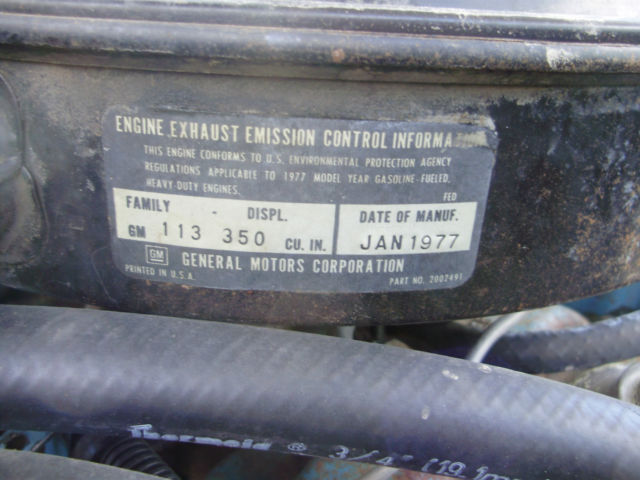 ENGINE EXHAUST EMISSION CONTROL INFORMA
THIS ENGINE CONFORMS TO U.S. ENVIRONMENTAL PROTECTION AGENCY
REGULATIONS APPLICABLE TO 1977 MODEL YEAR GASOLINE-FUELED.
HEAVY-DUTY ENGINES.
FED
FAMILY - DISPL.
GM 113 350 CU. IN.
DATE OF MANUF.
JAN 1977
GM GENERAL MOTORS CORPORATION
PRINTED IN U.S.A.
PART NO. 2002491
Thermoid ® 3/4" (19.1m